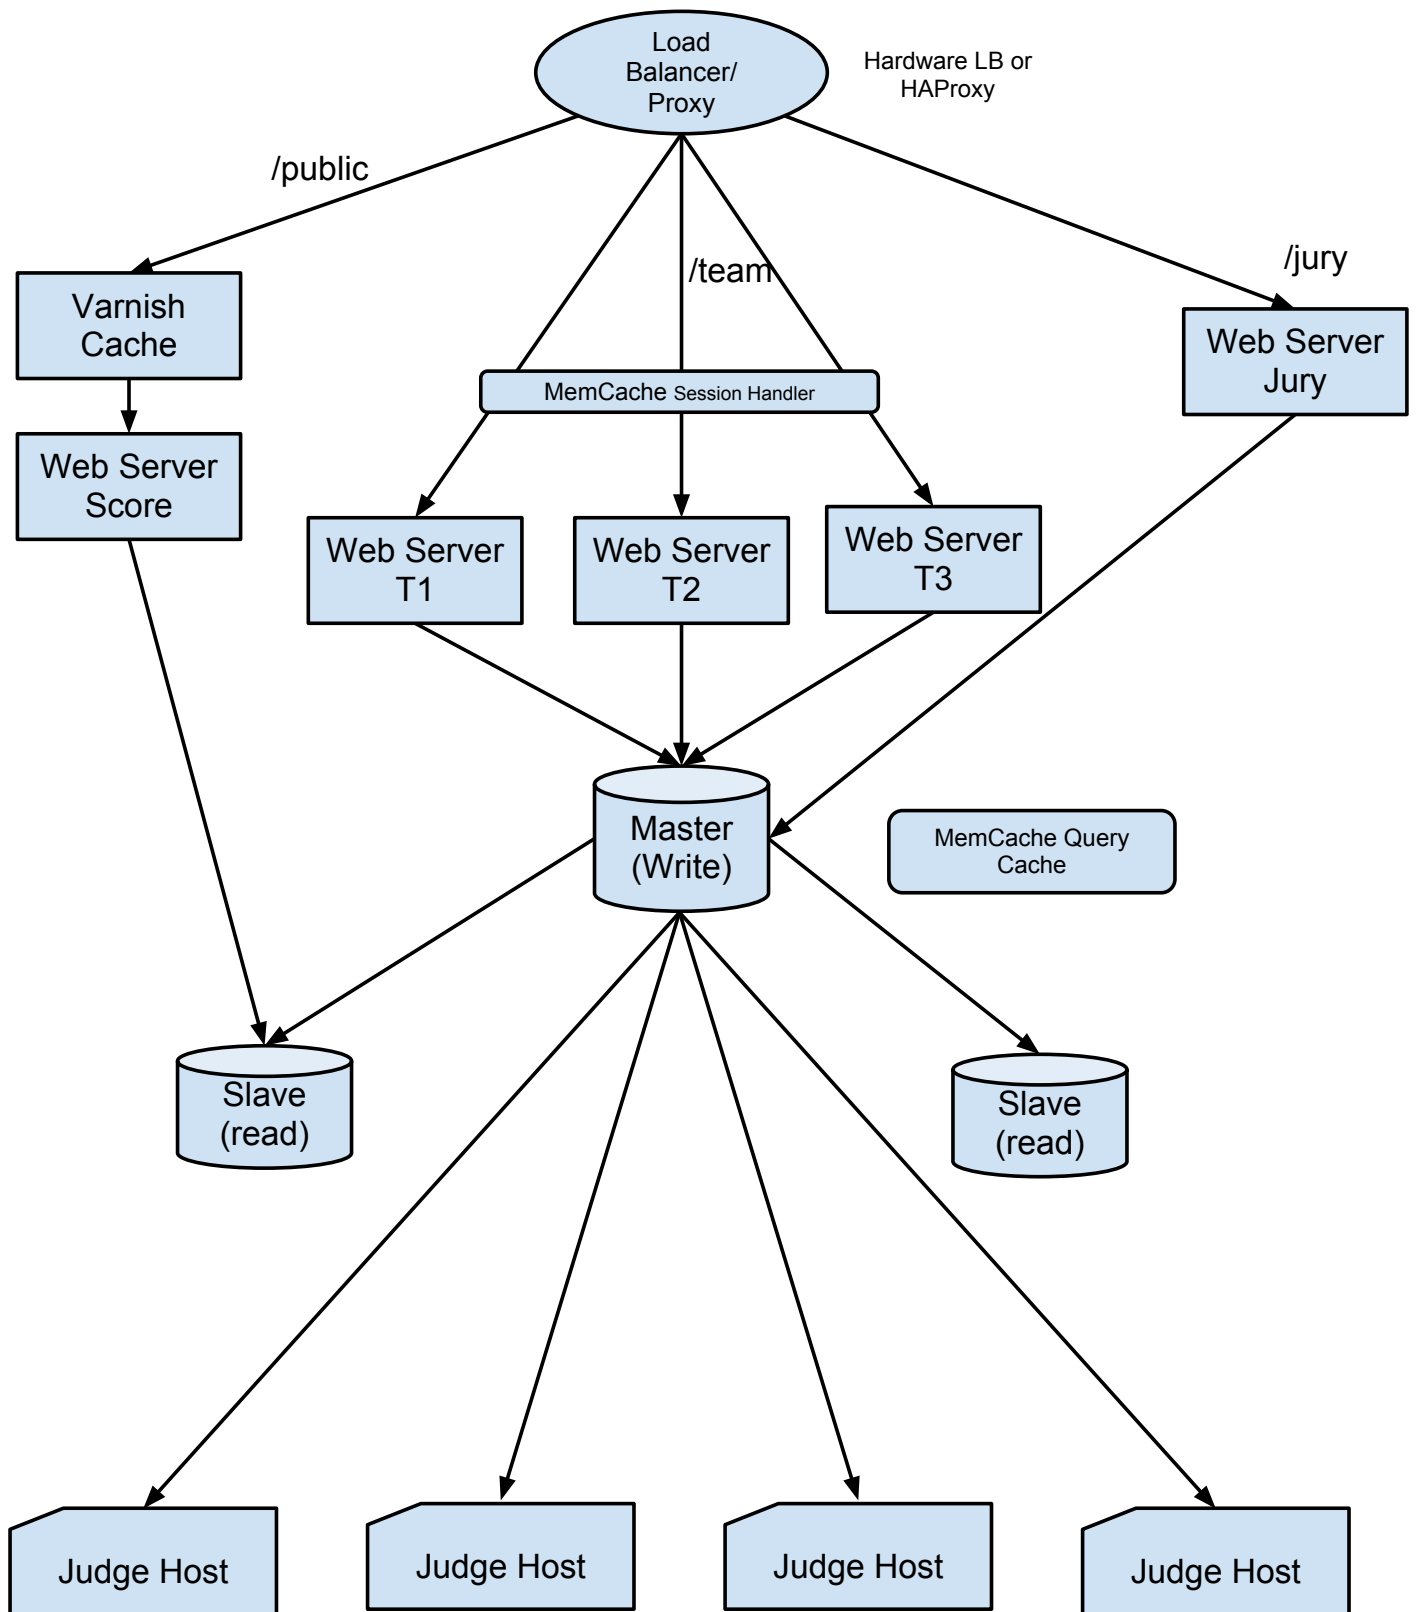 Load
Balancer/
Proxy
Hardware LB or
HAProxy
/public
/team
/jury
Varnish
Cache
Web Server
Jury
MemCache Session Handler
Web Server
Score
Web Server
T1
Web Server
T2
Web Server
T3
Master
(Write)
MemCache Query
Cache
Slave
(read)
Slave
(read)
Judge Host
Judge Host
Judge Host
Judge Host